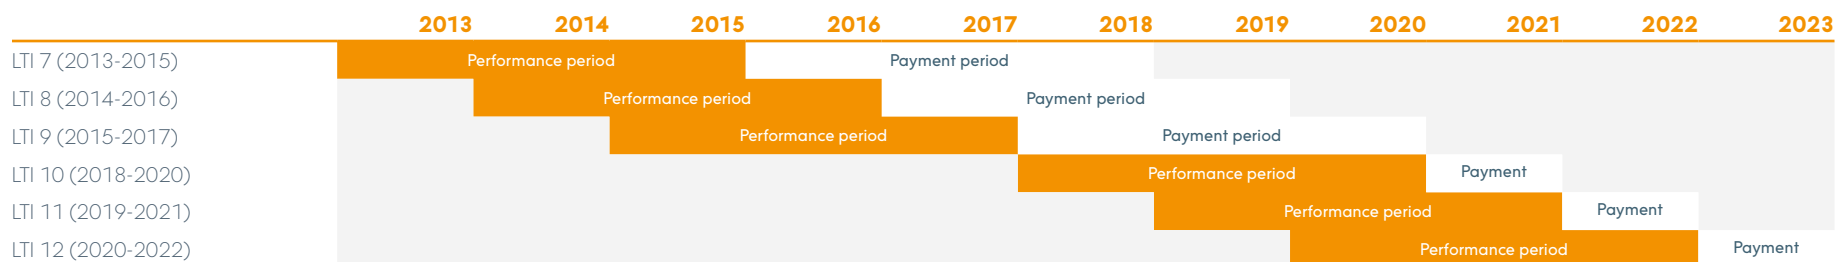 2013 2014 2015 2016 2017 2018 2019 2020 2021 2022 2023
LTI 7 (2013-2015) Performance period Payment period
LTI 8 (2014-2016) Performance period Payment period
LTI 9 (2015-2017) Performance period Payment period
LTI 10 (2018-2020) Performance period Payment
LTI 11 (2019-2021) Performance period Payment
LTI 12 (2020-2022) Performance period Payment